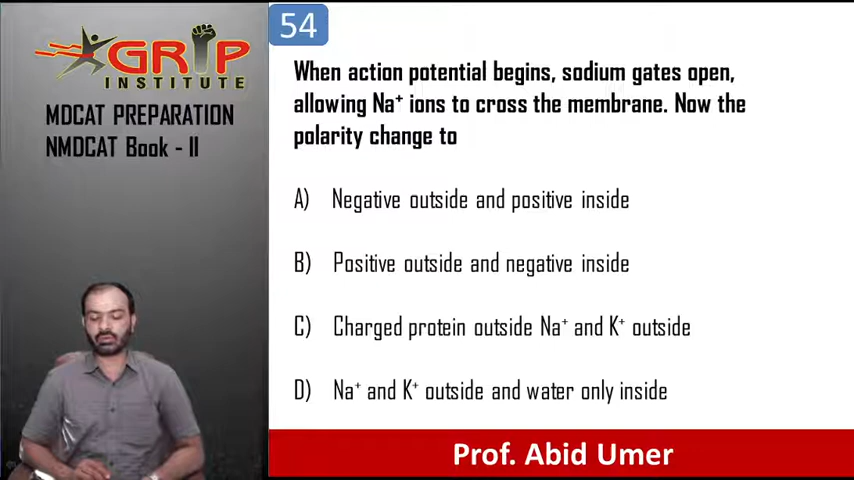 GRIP
INSTITUTE
MDCAT PREPARATION
NMDCAT Book - II
54
When action potential begins, sodium gates open,
allowing Na⁺ ions to cross the membrane. Now the
polarity change to
A) Negative outside and positive inside
B) Positive outside and negative inside
C) Charged protein outside Na⁺ and K⁺ outside
D) Na⁺ and K⁺ outside and water only inside
Prof. Abid Umer